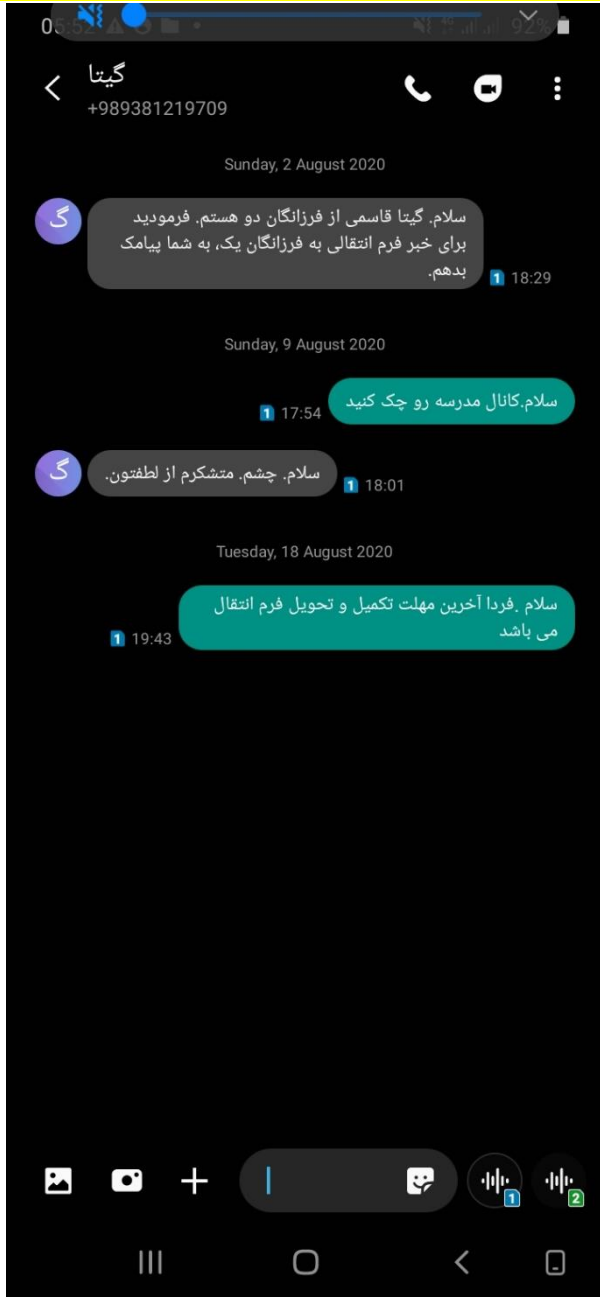 05:52
92%
گیتا
+989381219709
Sunday, 2 August 2020
گ
سلام. گیتا قاسمی از فرزانگان دو هستم. فرمودید
برای خبر فرم انتقالی به فرزانگان یک، به شما پیامک
بدهم.
1 18:29
Sunday, 9 August 2020
سلام.کانال مدرسه رو چک کنید
1 17:54
گ
سلام. چشم. متشکرم از لطفتون.
1 18:01
Tuesday, 18 August 2020
سلام .فردا آخرین مهلت تکمیل و تحویل فرم انتقال
می باشد
1 19:43
1
2